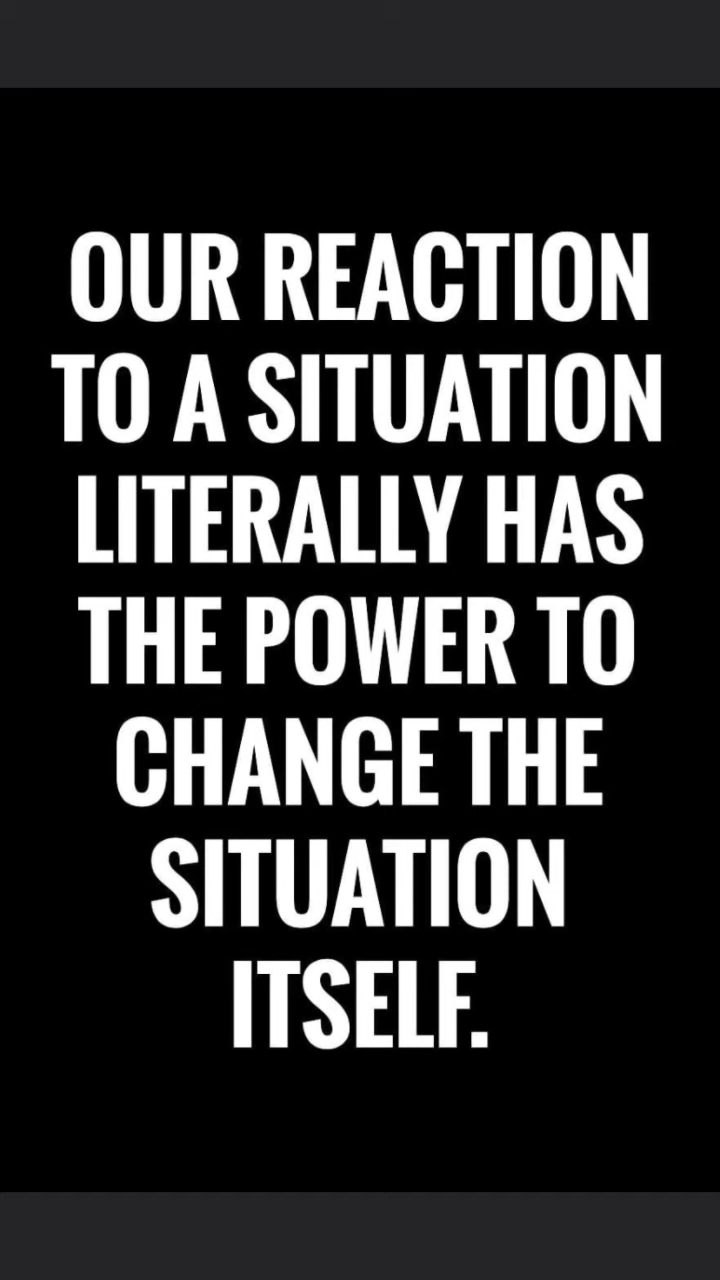 OUR REACTION
TO A SITUATION
LITERALLY HAS
THE POWER TO
CHANGE THE
SITUATION
ITSELF.